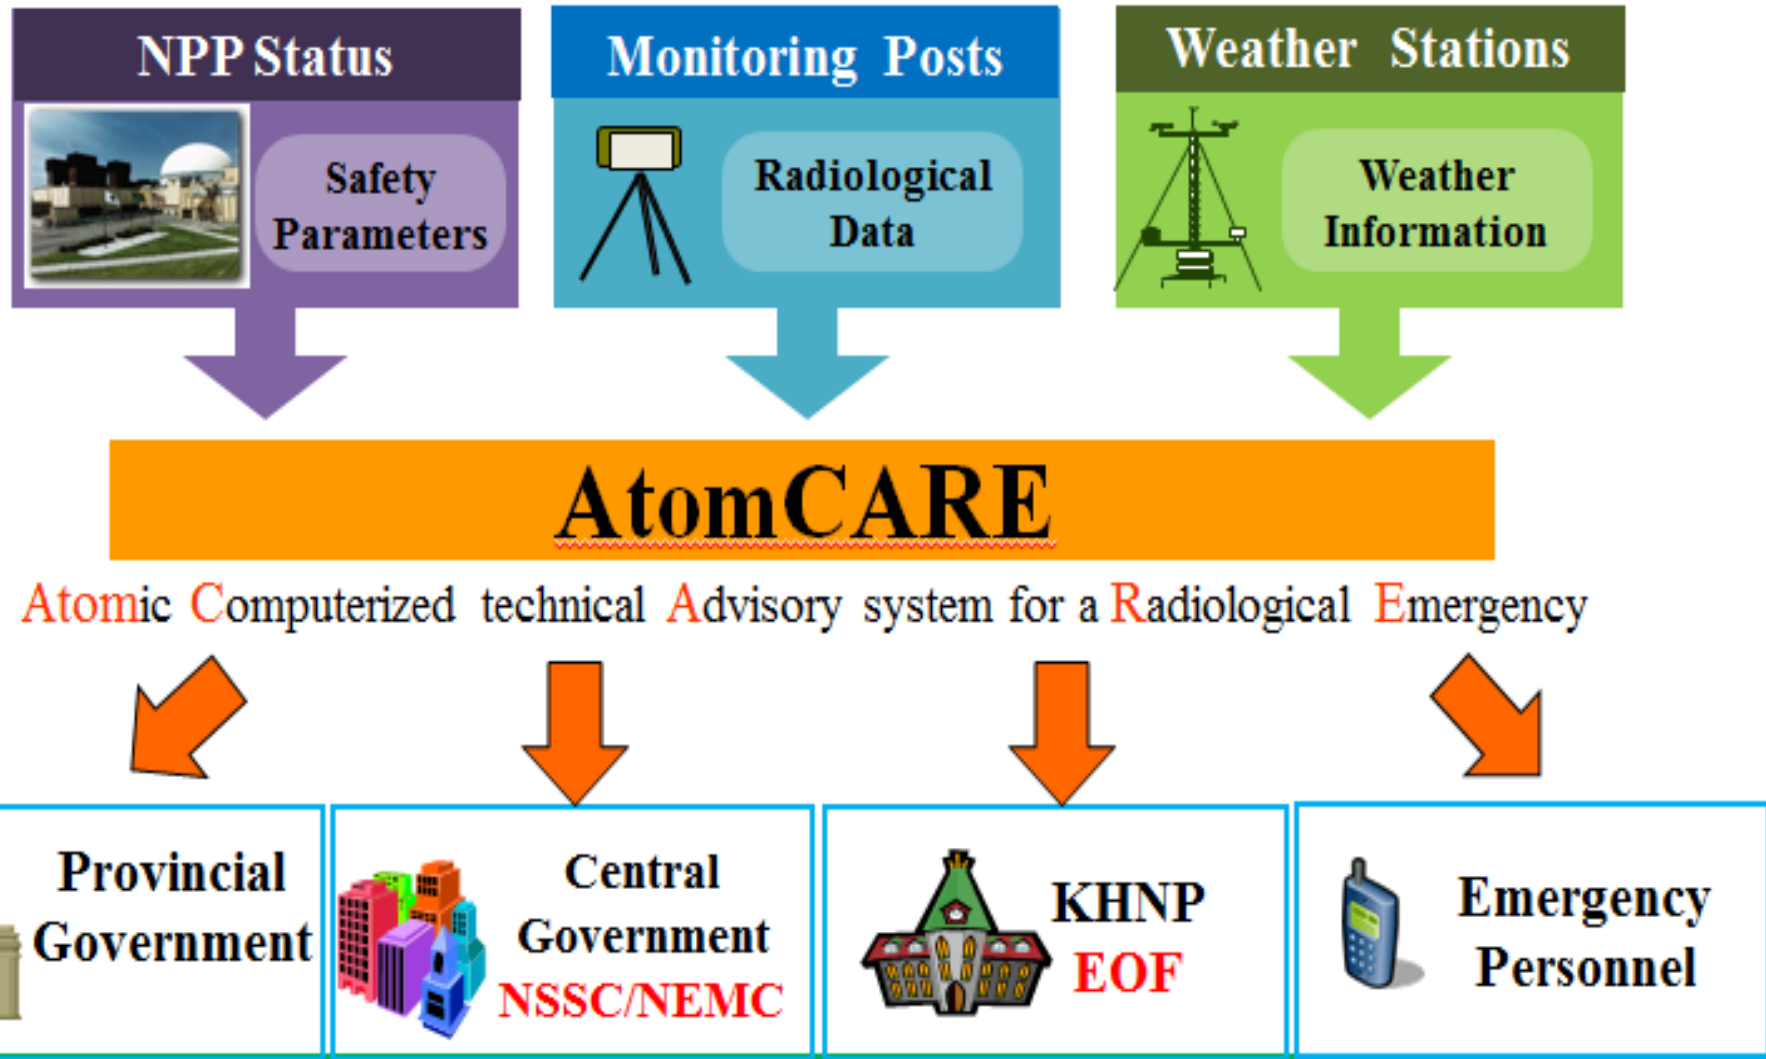 NPP Status
Monitoring Posts
Weather Stations
Safety
Parameters
Radiological
Data
Weather
Information
AtomCARE
Atomic Computerized technical Advisory system for a Radiological Emergency
Provincial
Government
Central
Government
NSSC/NEMC
KHNP
EOF
Emergency
Personnel